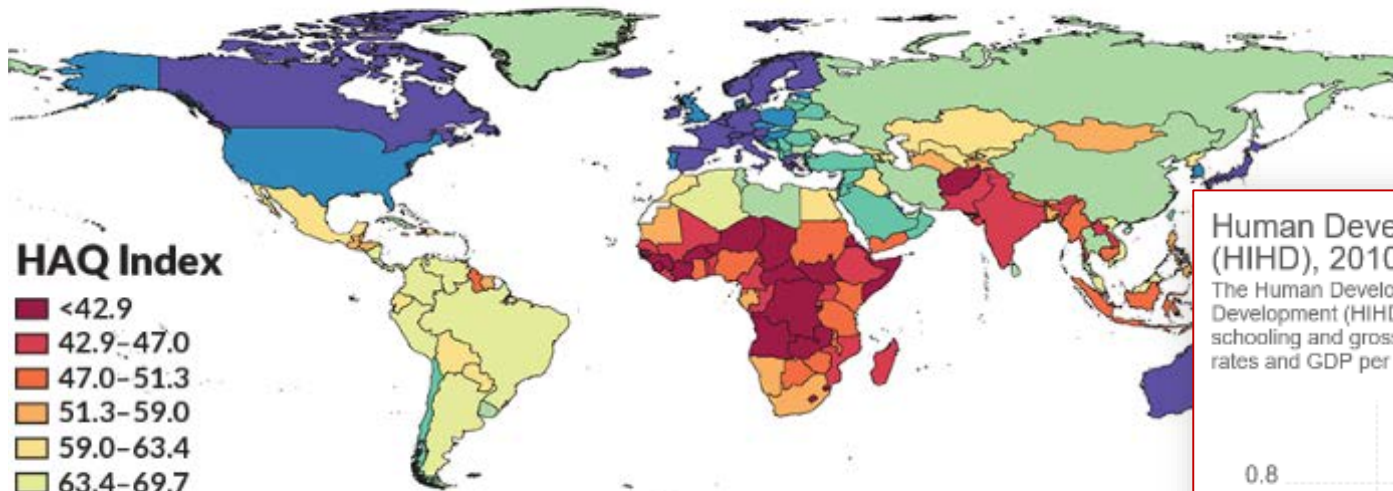 HAQ Index
<42.9
42.9–47.0
47.0–51.3
51.3–59.0
59.0–63.4
63.4–69.7
Human Deve
(HIHD), 2010
The Human Develo
Development (HIHD
schooling and gross
rates and GDP per
0.8